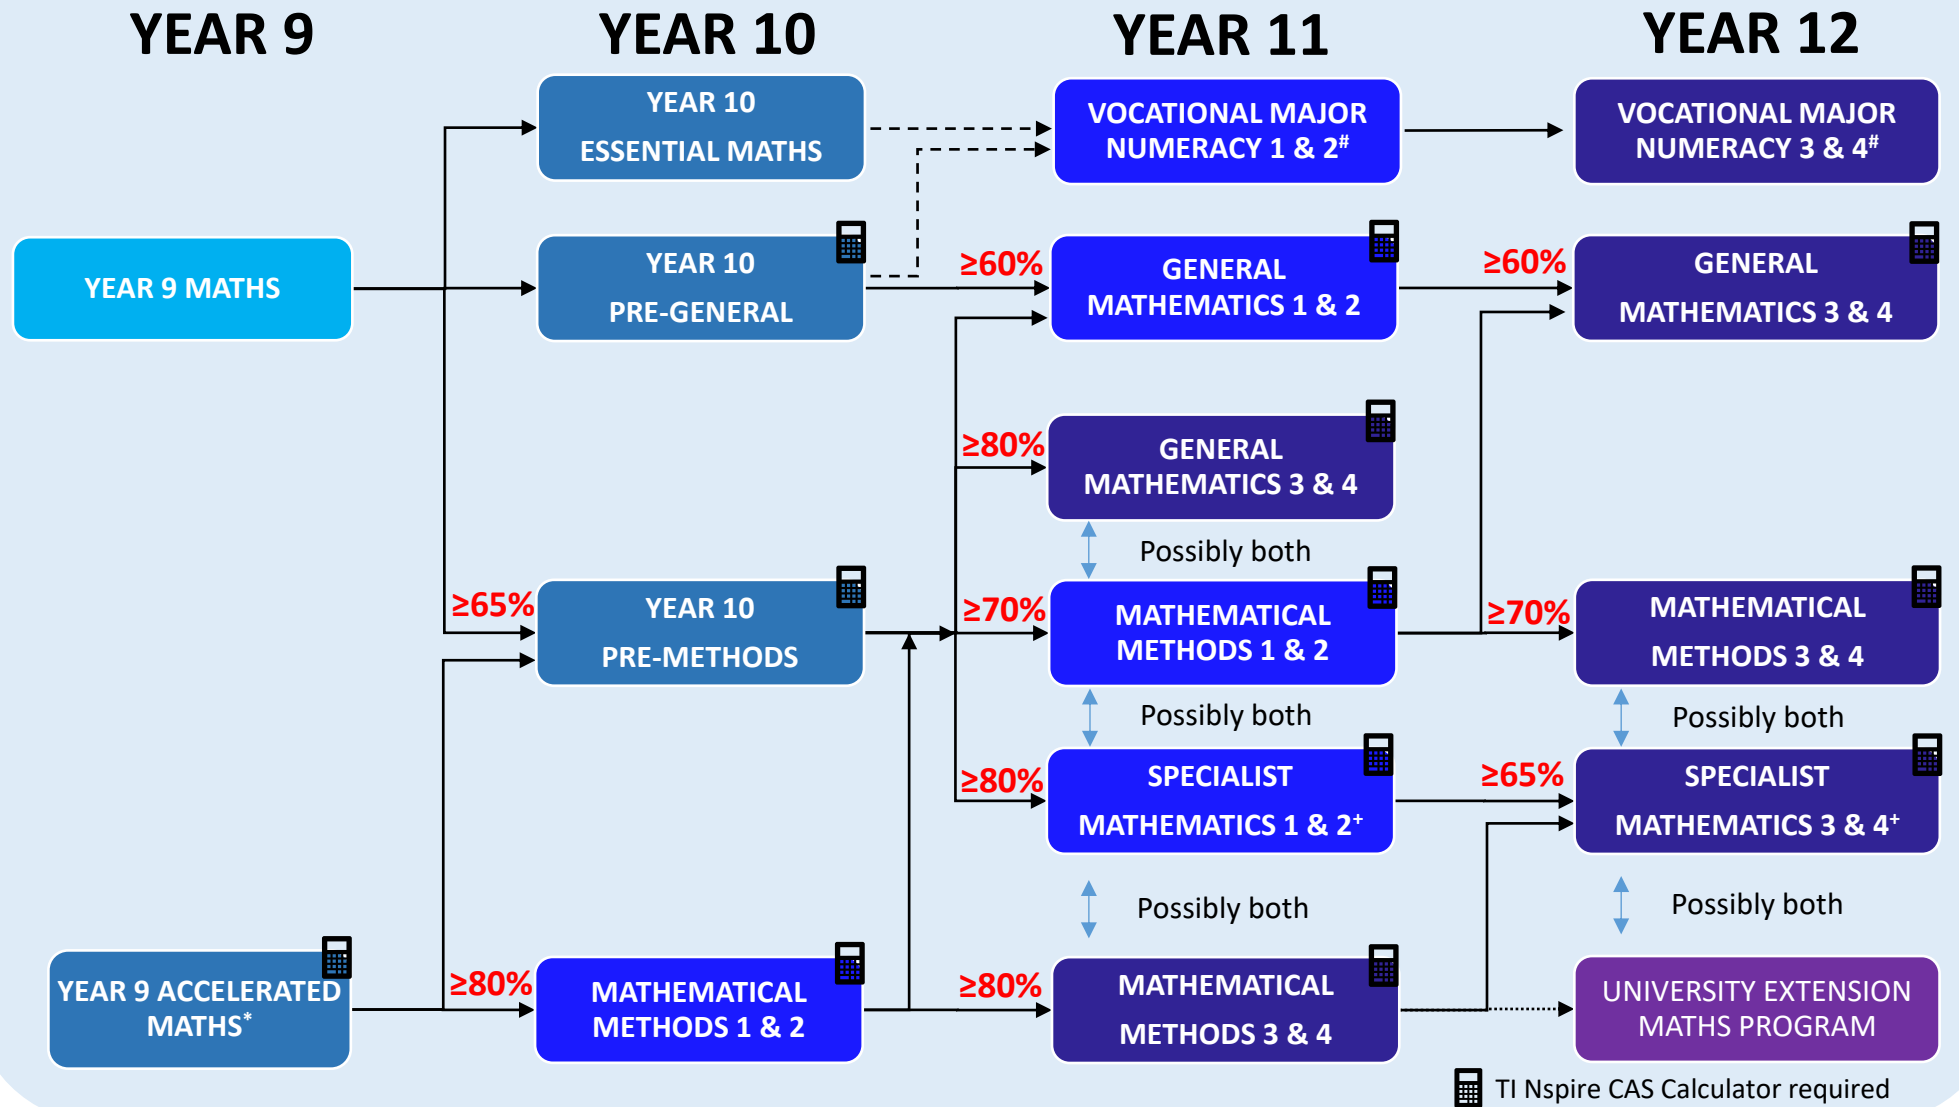 YEAR 9
YEAR 10
YEAR 11
YEAR 12
YEAR 10
ESSENTIAL MATHS
VOCATIONAL MAJOR
NUMERACY 1 & 2#
VOCATIONAL MAJOR
NUMERACY 3 & 4#
YEAR 9 MATHS
YEAR 10
PRE-GENERAL
≥60%
GENERAL
MATHEMATICS 1 & 2
≥60%
GENERAL
MATHEMATICS 3 & 4
≥80%
GENERAL
MATHEMATICS 3 & 4
Possibly both
≥65%
YEAR 10
PRE-METHODS
≥70%
MATHEMATICAL
METHODS 1 & 2
≥70%
MATHEMATICAL
METHODS 3 & 4
Possibly both
Possibly both
≥80%
SPECIALIST
MATHEMATICS 1 & 2+
≥65%
SPECIALIST
MATHEMATICS 3 & 4+
Possibly both
Possibly both
YEAR 9 ACCELERATED
MATHS*
≥80%
MATHEMATICAL
METHODS 1 & 2
≥80%
MATHEMATICAL
METHODS 3 & 4
UNIVERSITY EXTENSION
MATHS PROGRAM
TI Nspire CAS Calculator required